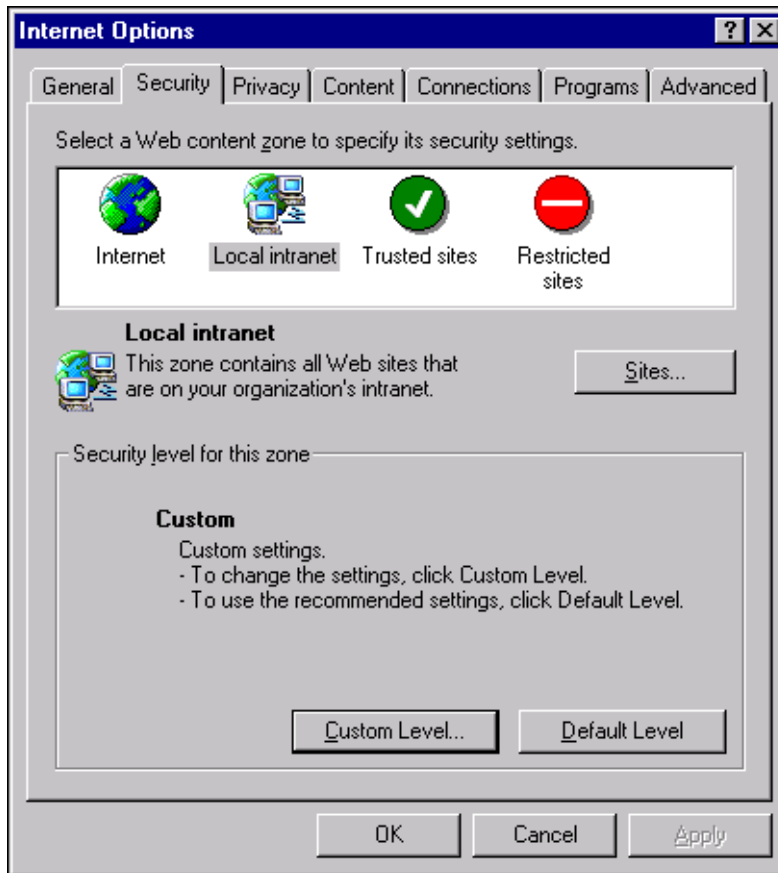 Internet Options
General Security Privacy Content Connections Programs Advanced
Select a Web content zone to specify its security settings.
Internet Local intranet Trusted sites Restricted
sites
Local intranet
This zone contains all Web sites that
are on your organization's intranet.
Sites...
Security level for this zone
Custom
Custom settings.
- To change the settings, click Custom Level.
- To use the recommended settings, click Default Level.
Custom Level... Default Level
OK Cancel Apply